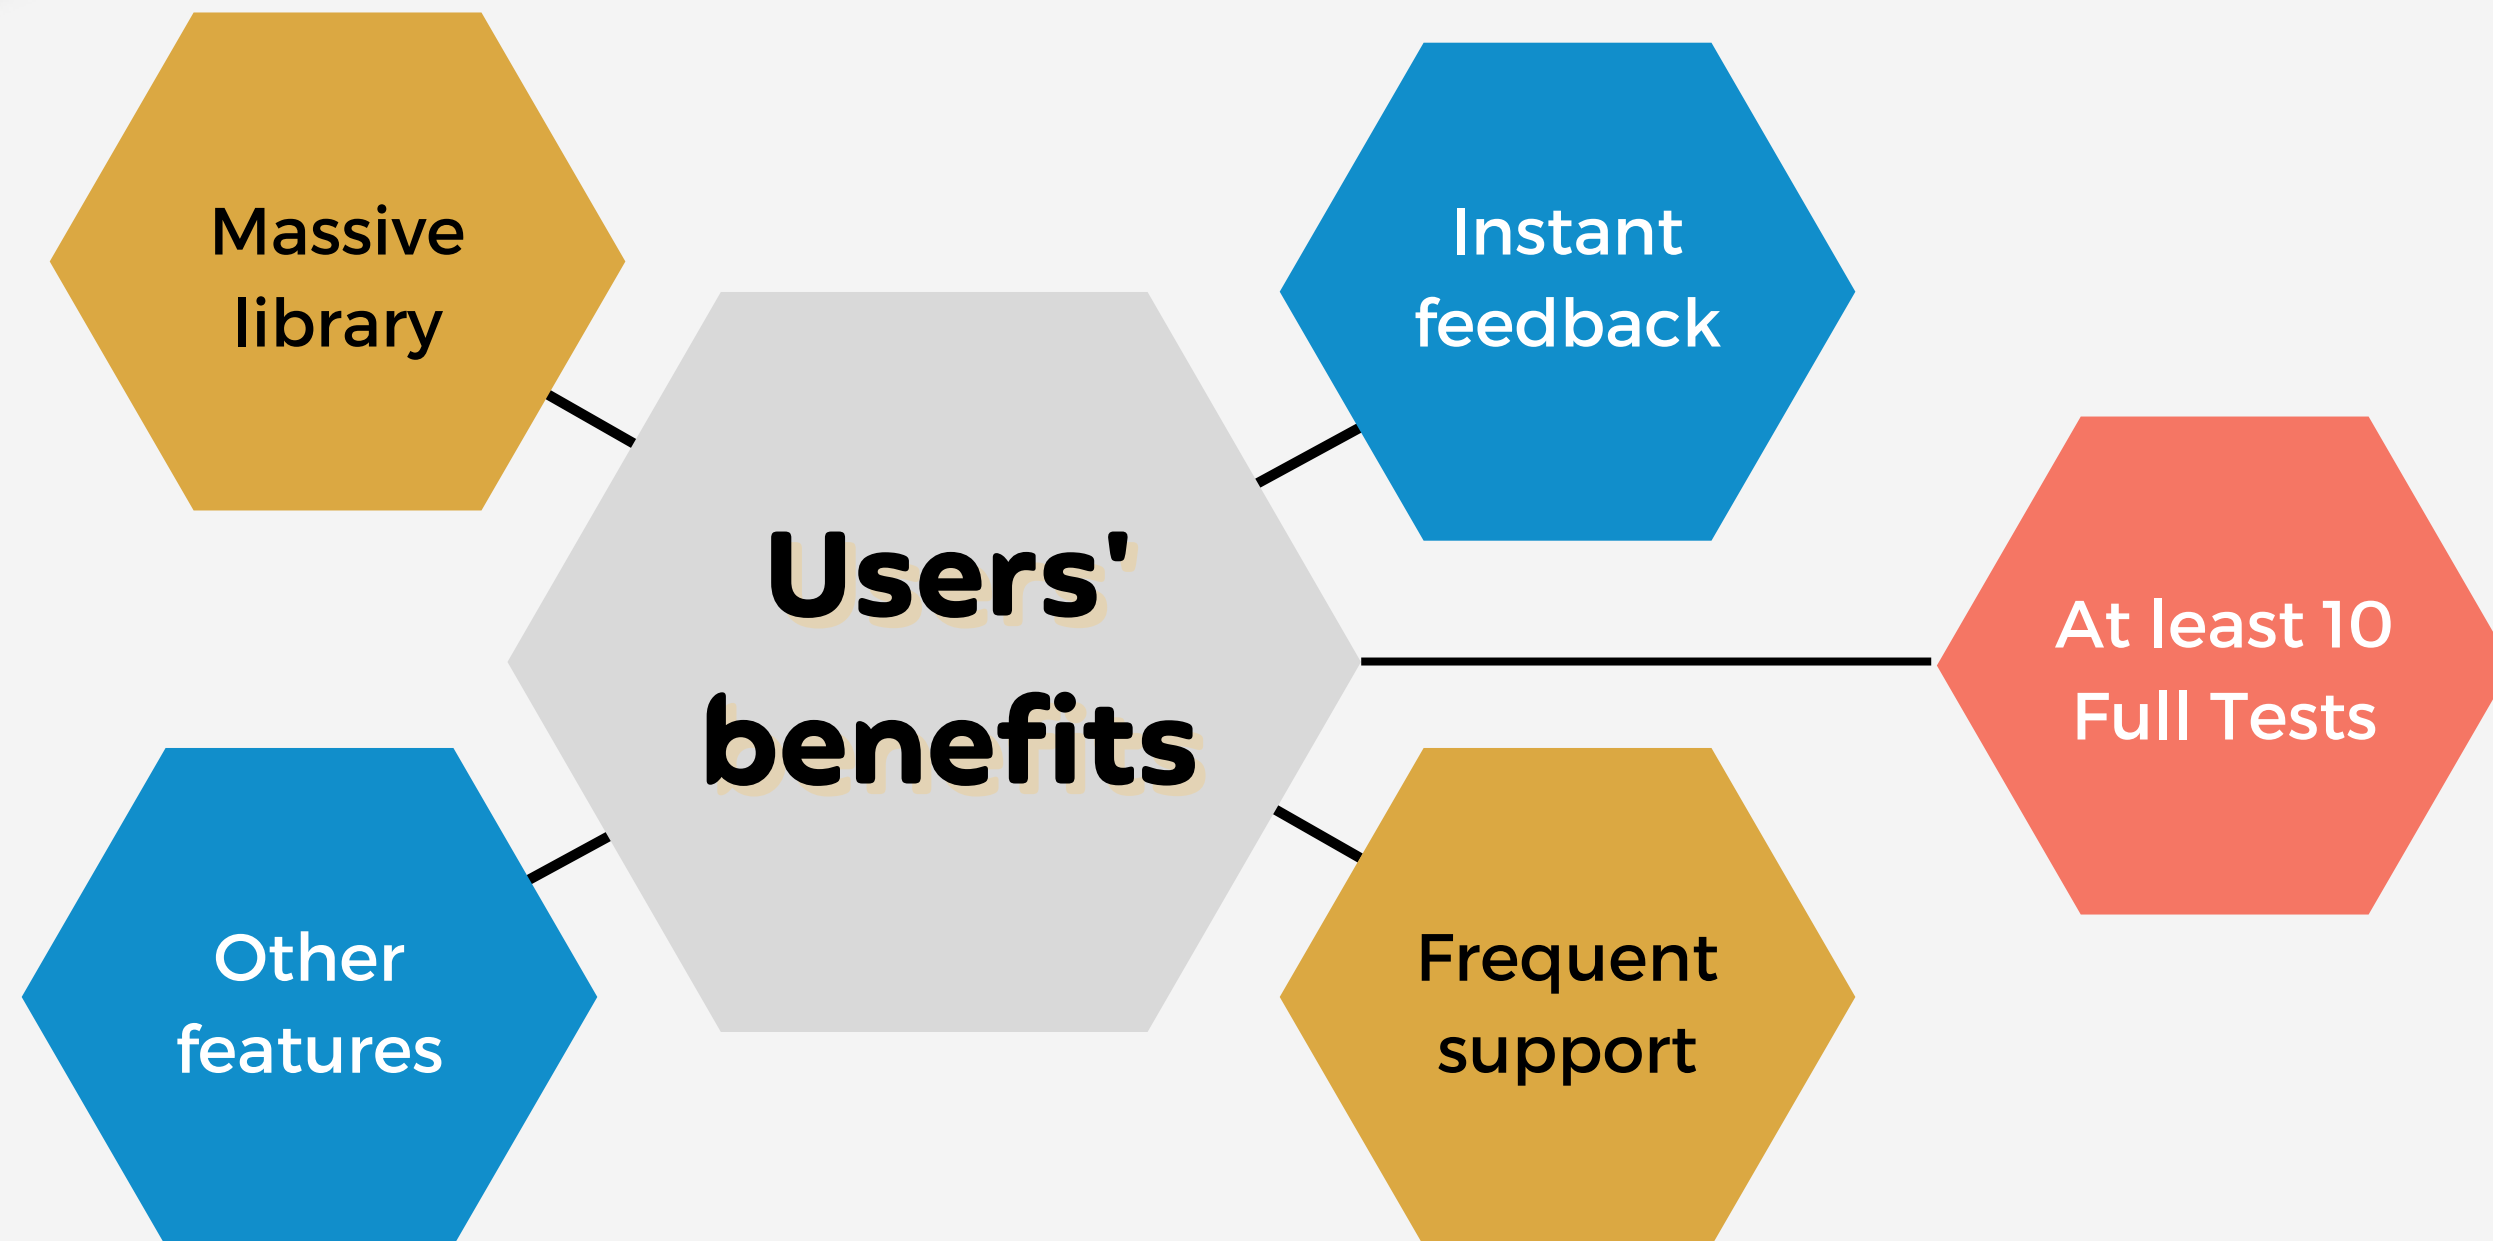 Massive
library
Instant
feedback
Users'
benefits
At least 10
Full Tests
Other
features
Frequent
support